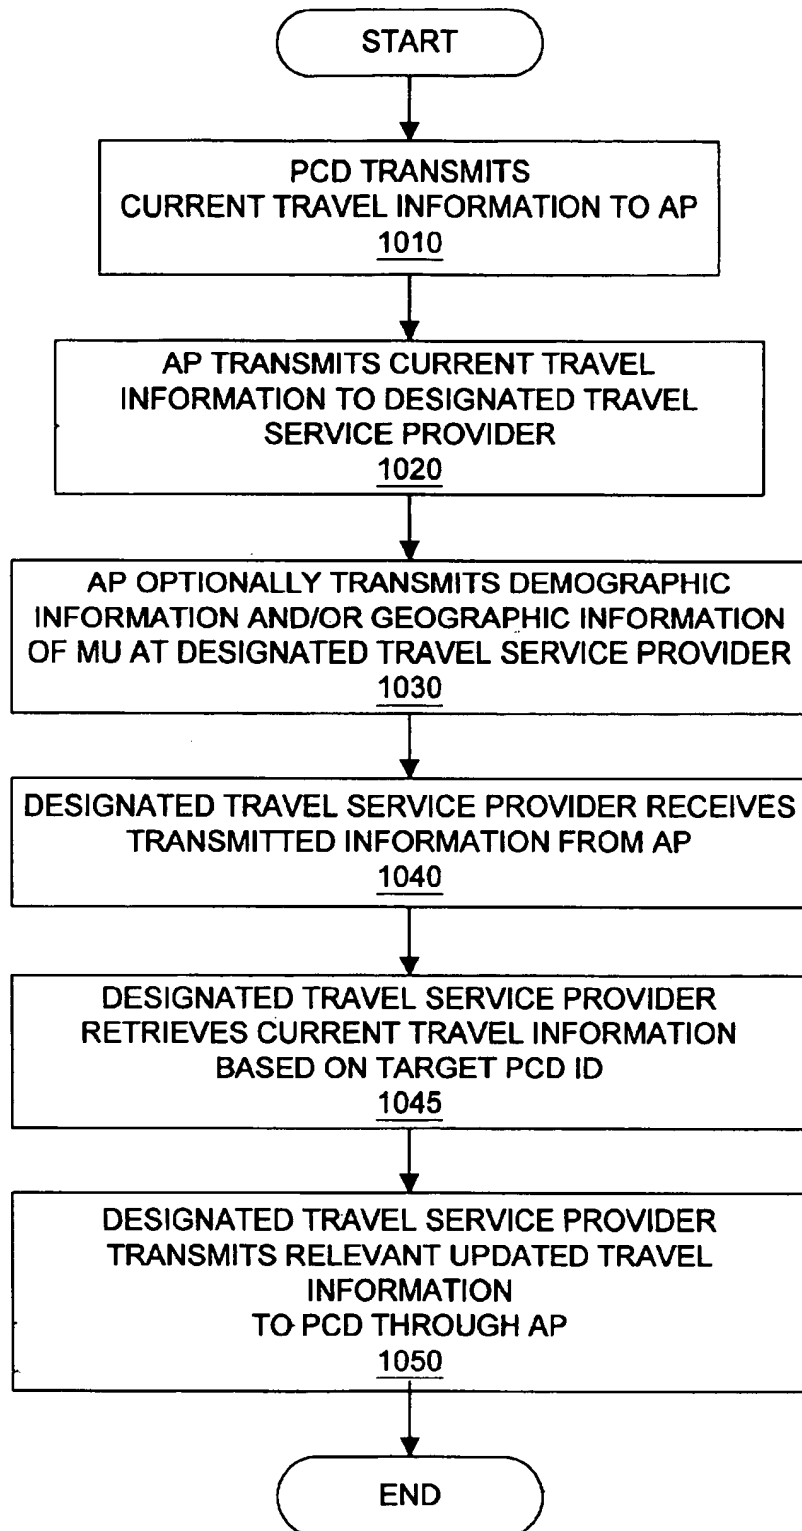 START
PCD TRANSMITS
CURRENT TRAVEL INFORMATION TO AP
1010
AP TRANSMITS CURRENT TRAVEL
INFORMATION TO DESIGNATED TRAVEL
SERVICE PROVIDER
1020
AP OPTIONALLY TRANSMITS DEMOGRAPHIC
INFORMATION AND/OR GEOGRAPHIC INFORMATION
OF MU AT DESIGNATED TRAVEL SERVICE PROVIDER
1030
DESIGNATED TRAVEL SERVICE PROVIDER RECEIVES
TRANSMITTED INFORMATION FROM AP
1040
DESIGNATED TRAVEL SERVICE PROVIDER
RETRIEVES CURRENT TRAVEL INFORMATION
BASED ON TARGET PCD ID
1045
DESIGNATED TRAVEL SERVICE PROVIDER
TRANSMITS RELEVANT UPDATED TRAVEL
INFORMATION
TO PCD THROUGH AP
1050
END